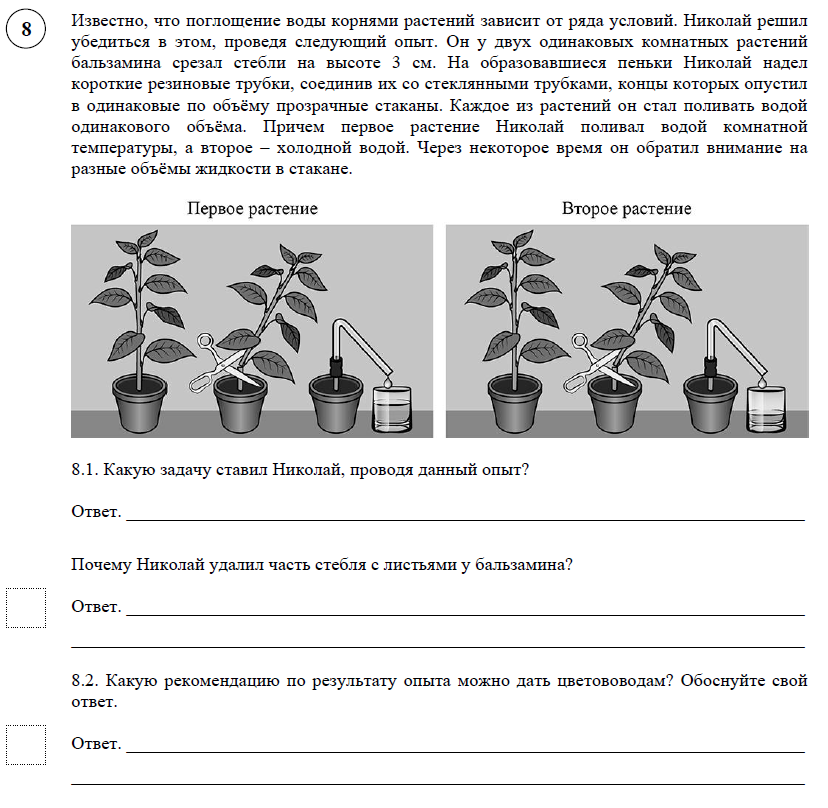 8
Известно, что поглощение воды корнями растений зависит от ряда условий. Николай решил
убедиться в этом, проведя следующий опыт. Он у двух одинаковых комнатных растений
бальзамина срезал стебли на высоте 3 см. На образовавшиеся пеньки Николай надел
короткие резиновые трубки, соединив их со стеклянными трубками, концы которых опустил
в одинаковые по объёму прозрачные стаканы. Каждое из растений он стал поливать водой
одинакового объёма. Причем первое растение Николай поливал водой комнатной
температуры, а второе – холодной водой. Через некоторое время он обратил внимание на
разные объёмы жидкости в стакане.
Первое растение
Второе растение
8.1. Какую задачу ставил Николай, проводя данный опыт?
Ответ.
Почему Николай удалил часть стебля с листьями у бальзамина?
Ответ.
8.2. Какую рекомендацию по результату опыта можно дать цветововодам? Обоснуйте свой
ответ.
Ответ.